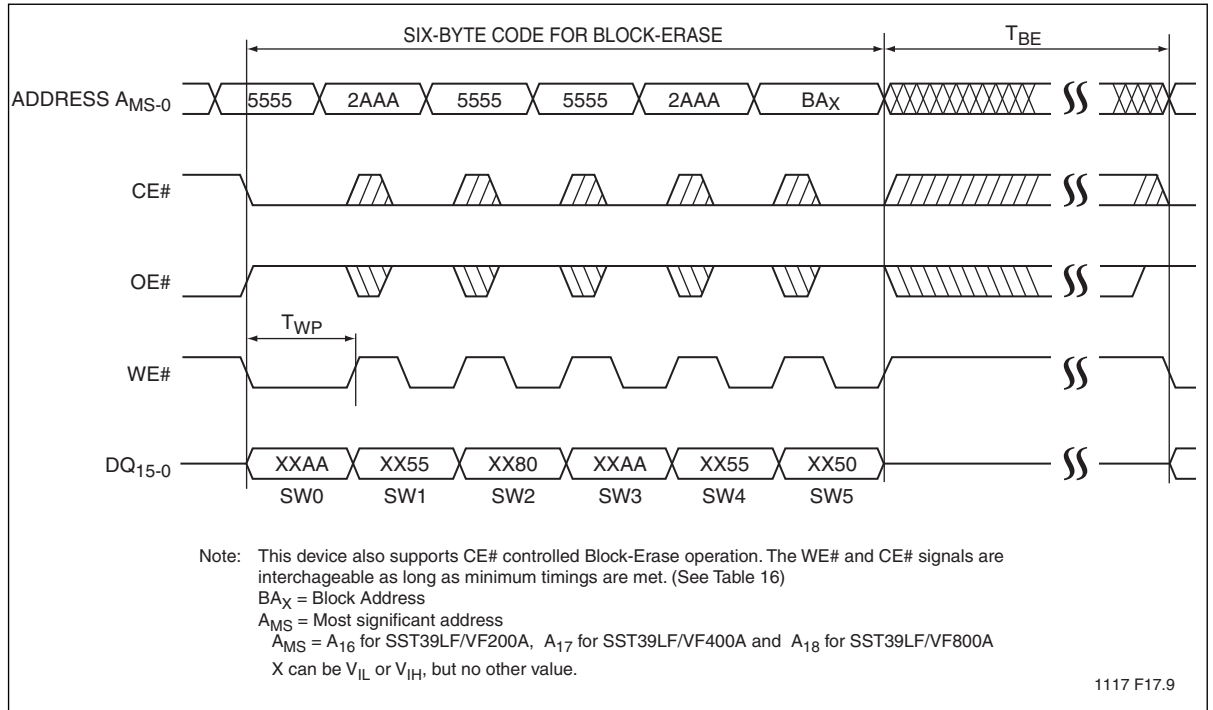 SIX-BYTE CODE FOR BLOCK-ERASE TBE
ADDRESS AMS-0 5555 2AAA 5555 5555 2AAA BAX
CE#
OE#
TWP
WE#
DQ15-0 XXAA XX55 XX80 XXAA XX55 XX50
SW0 SW1 SW2 SW3 SW4 SW5
Note: This device also supports CE# controlled Block-Erase operation. The WE# and CE# signals are
interchageable as long as minimum timings are met. (See Table 16)
BAX = Block Address
AMS = Most significant address
AMS = A16 for SST39LF/VF200A, A17 for SST39LF/VF400A and A18 for SST39LF/VF800A
X can be VIL or VIH, but no other value.
1117 F17.9